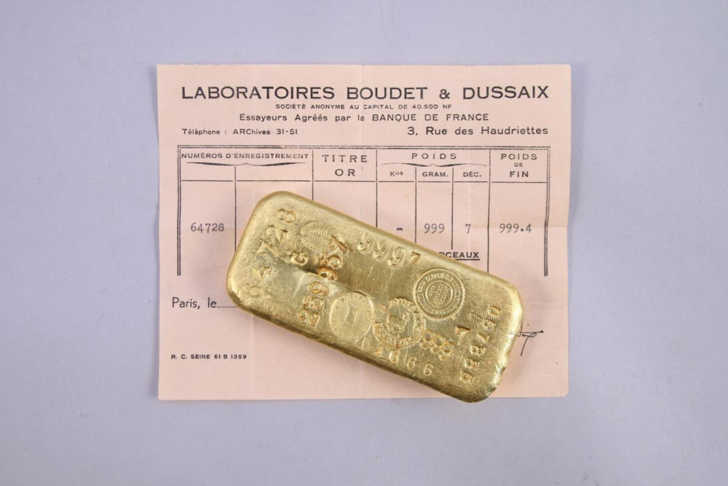 LABORATOIRES BOUDET & DUSSAIX
SOCIÉTÉ ANONYME AU CAPITAL DE 40.500 NF
Essayeurs Agréés par la BANQUE DE FRANCE
Téléphone : ARChives 31-51 3, Rue des Haudriettes
NUMÉROS D'ENREGISTREMENT TITRE OR POIDS POIDS DE FIN
Kos GRAM. DÉC.
64728 - 999 7 999.4
Paris, le
R. C. SEINE 61 B 1359
9997
4666